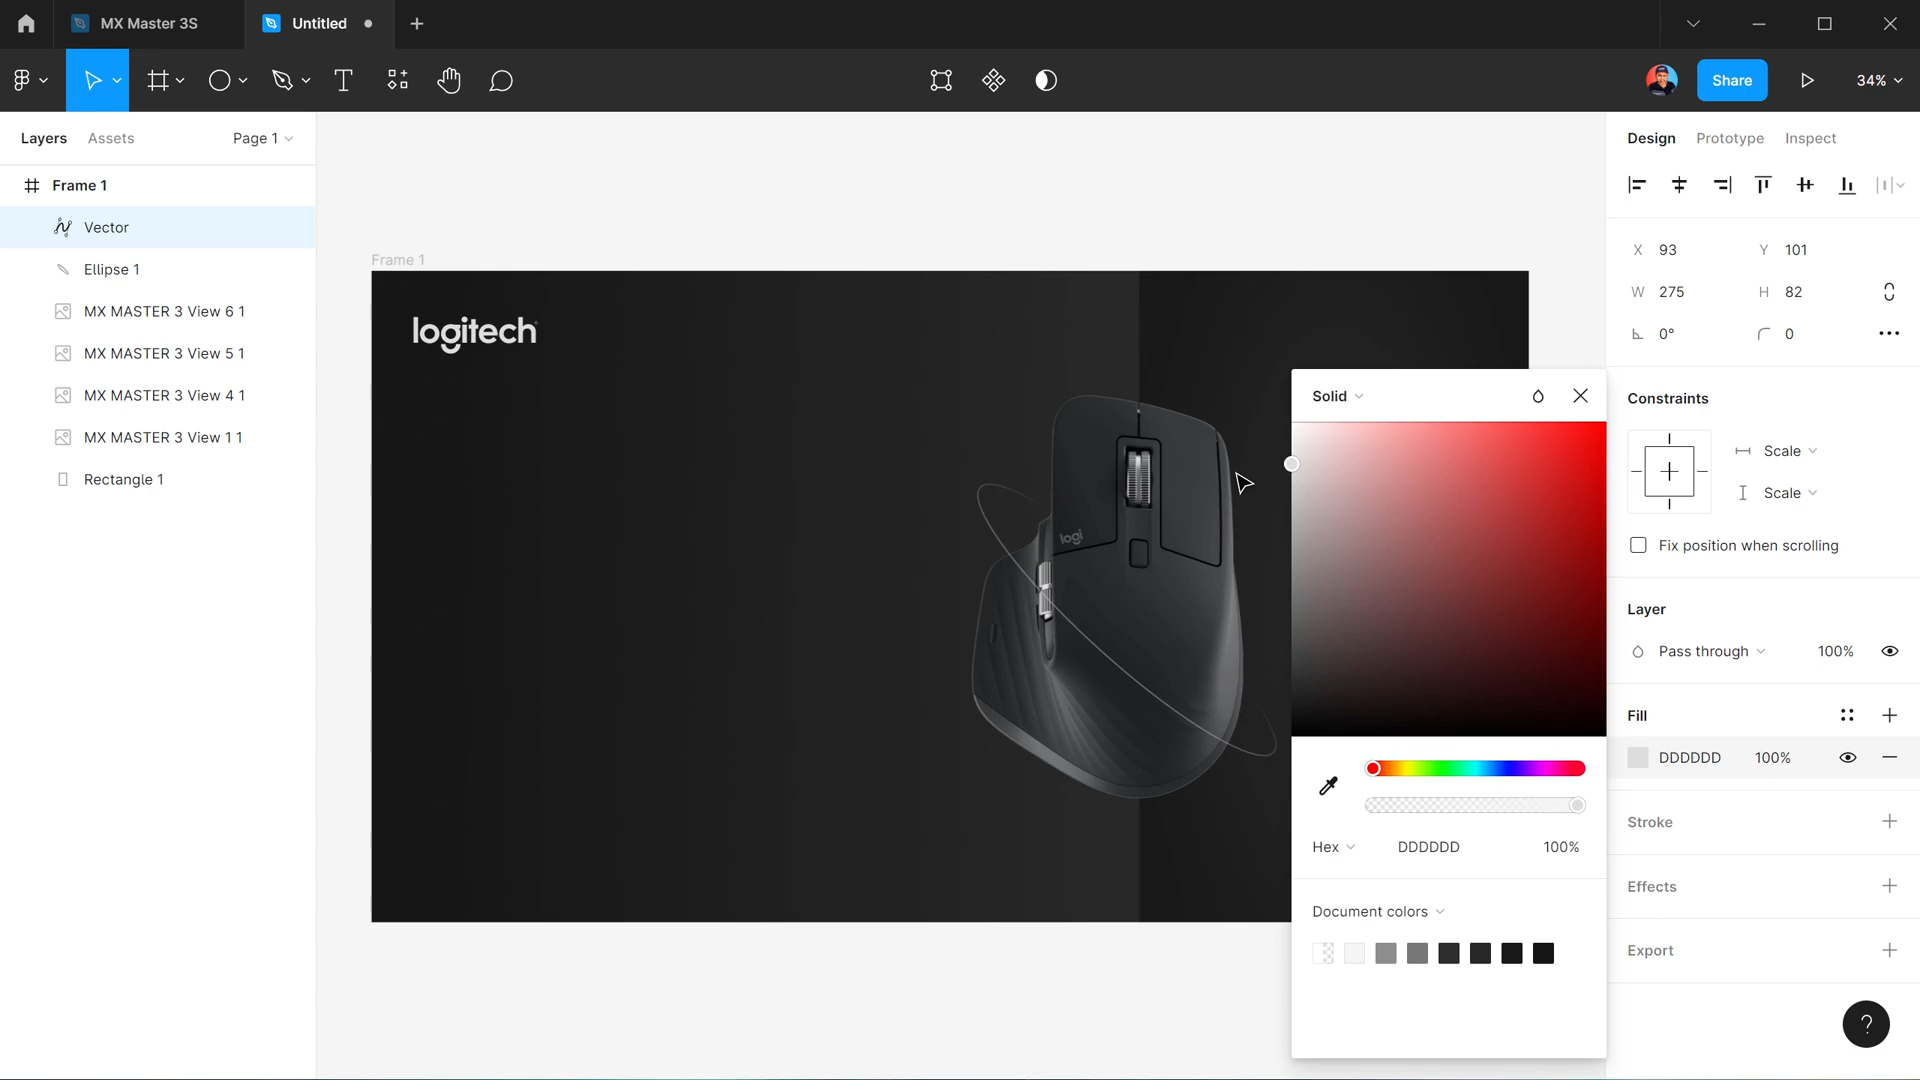 MX Master 3S
Untitled
Share
34%
Layers
Assets
Page 1
Design
Prototype
Inspect
Frame 1
Vector
Ellipse 1
MX MASTER 3 View 6 1
MX MASTER 3 View 5 1
MX MASTER 3 View 4 1
MX MASTER 3 View 1 1
Rectangle 1
Frame 1
logitech
logi
Solid
Hex
DDDDDD
100%
Document colors
X 93
Y 101
W 275
H 82
0°
0
Constraints
Scale
Scale
Fix position when scrolling
Layer
Pass through
100%
Fill
DDDDDD
100%
Stroke
Effects
Export
?